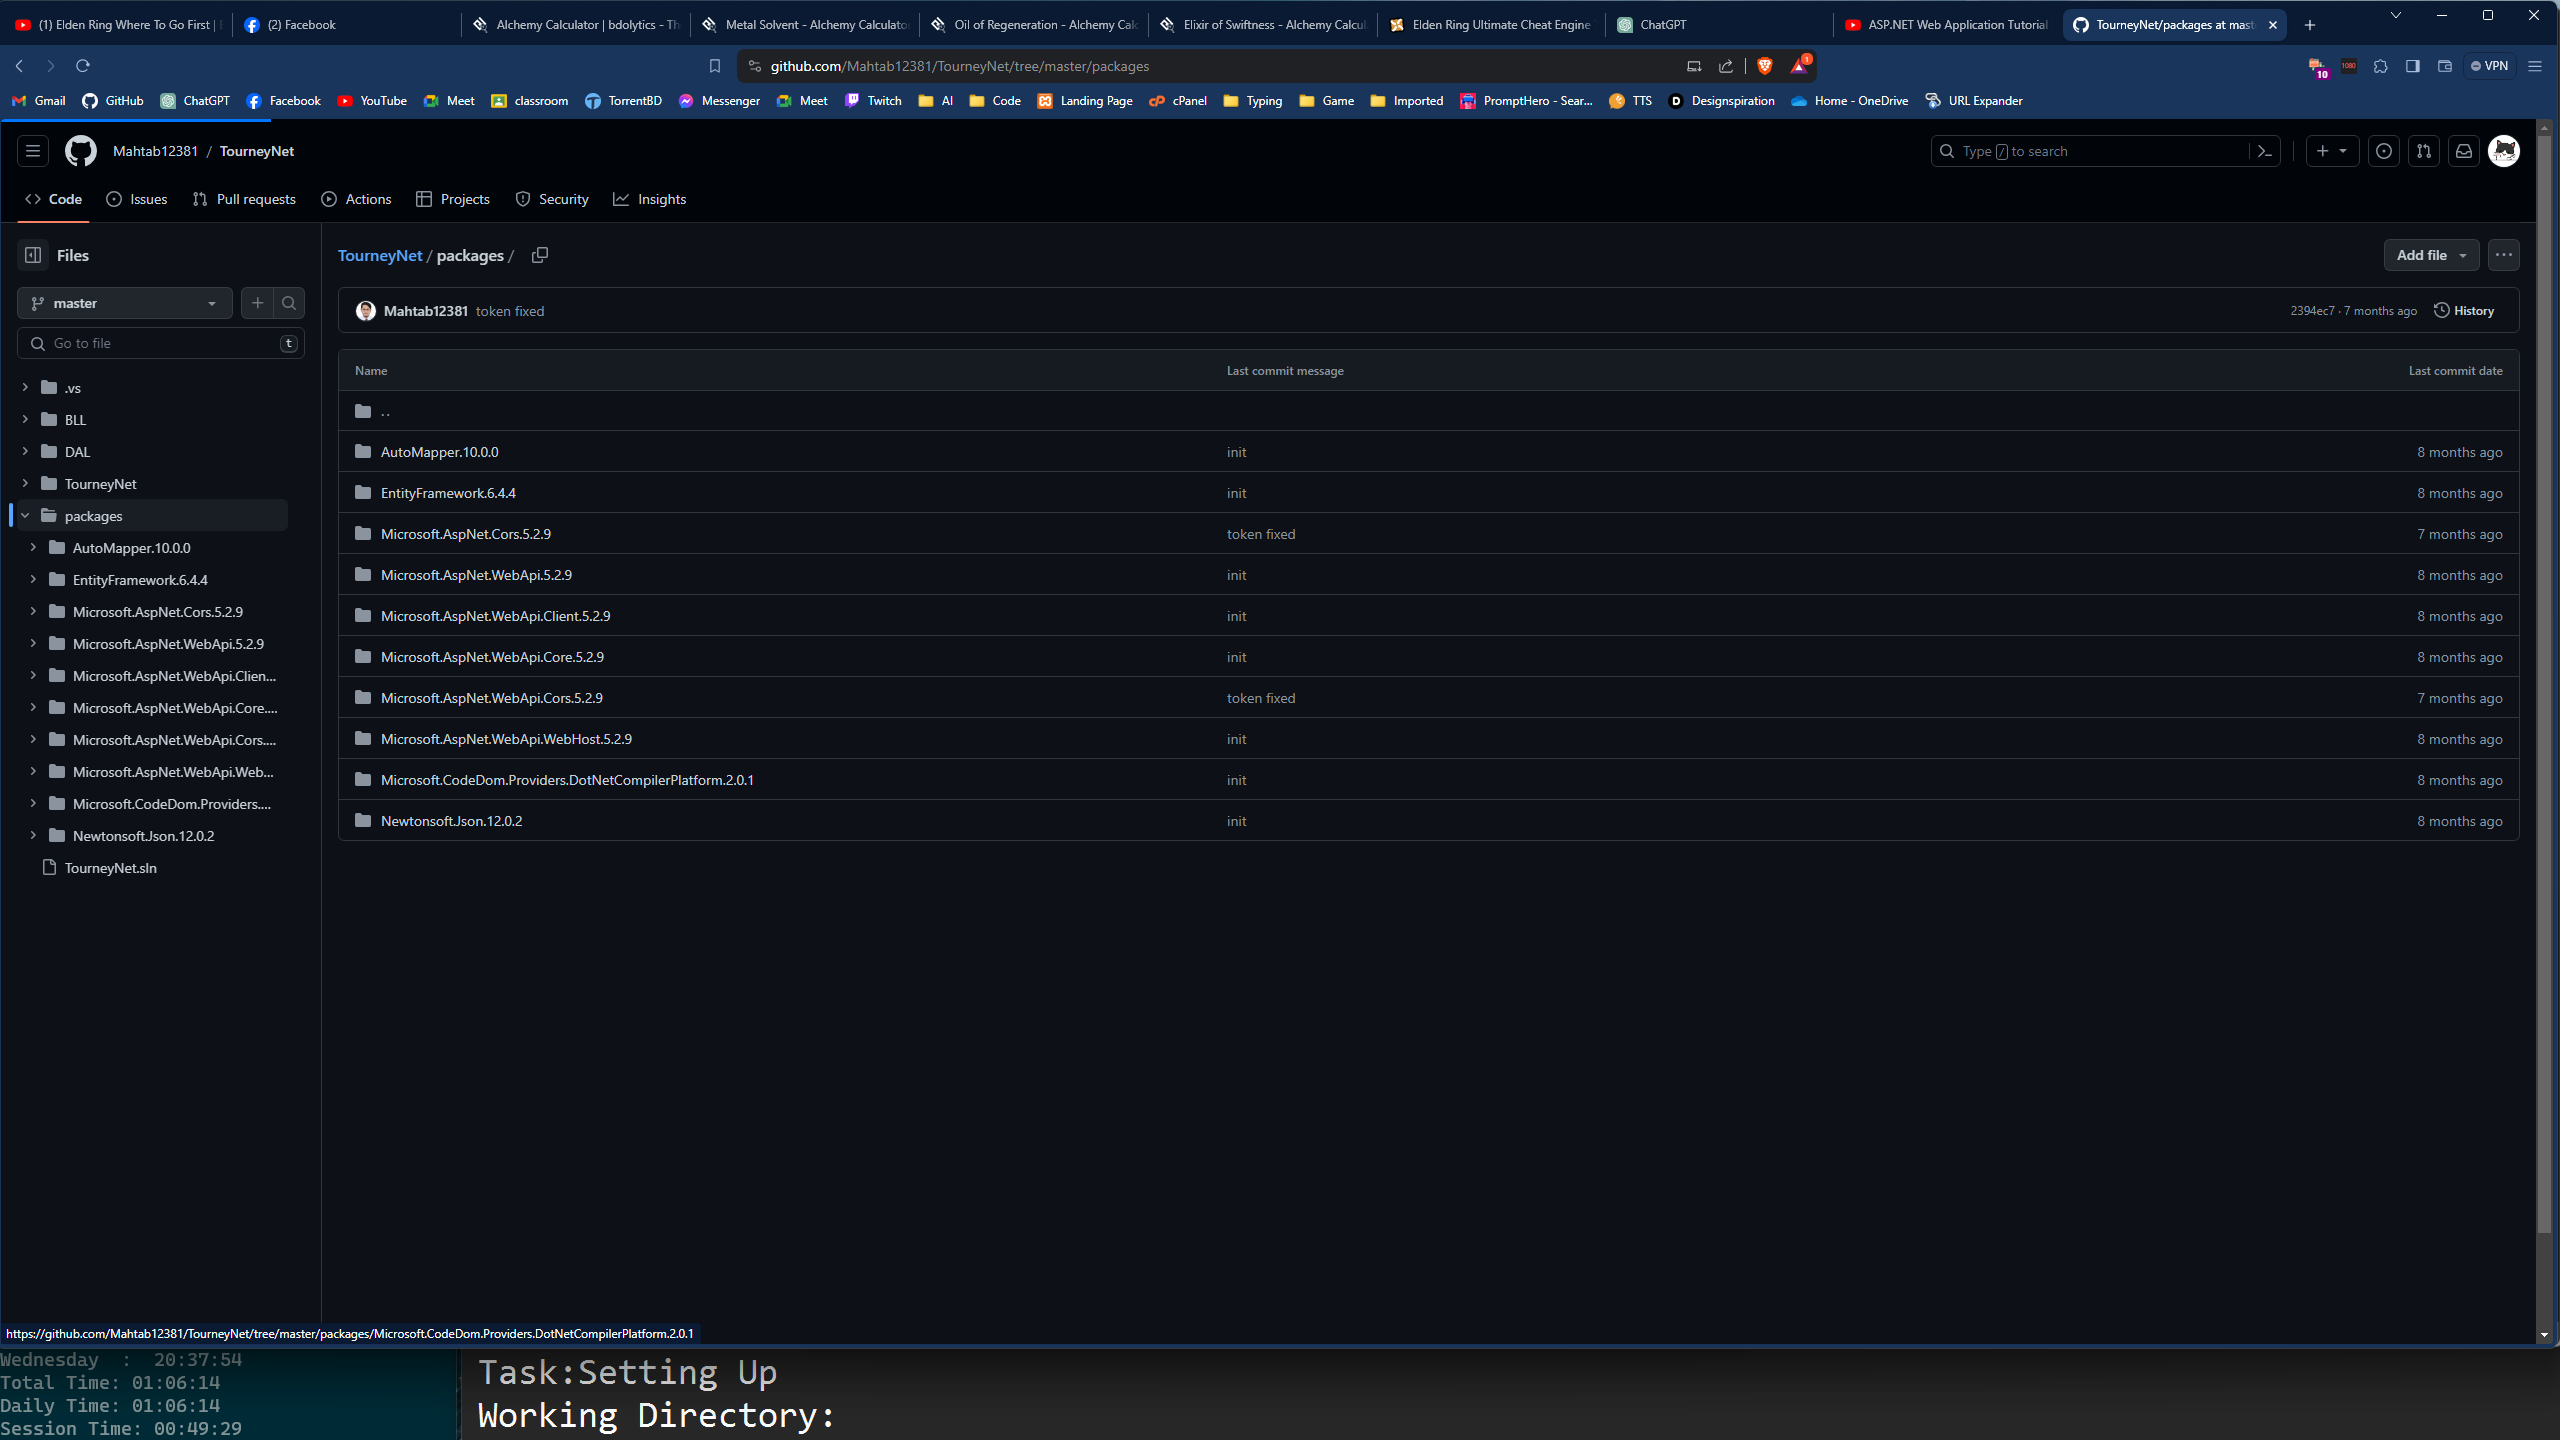 (1) Elden Ring Where To Go First |
(2) Facebook
Alchemy Calculator | bdolytics - Th
Metal Solvent - Alchemy Calculator
Oil of Regeneration - Alchemy Calc
Elixir of Swiftness - Alchemy Calcul
Elden Ring Ultimate Cheat Engine
ChatGPT
ASP.NET Web Application Tutorial
TourneyNet/packages at mast
github.com/Mahtab12381/TourneyNet/tree/master/packages
1
10
1080
VPN
Gmail
GitHub
ChatGPT
Facebook
YouTube
Meet
classroom
TorrentBD
Messenger
Meet
Twitch
AI
Code
Landing Page
cPanel
Typing
Game
Imported
PromptHero - Sear...
TTS
Designspiration
Home - OneDrive
URL Expander
Mahtab12381 / TourneyNet
Type / to search
Code
Issues
Pull requests
Actions
Projects
Security
Insights
Files
master
Go to file
t
.vs
BLL
DAL
TourneyNet
packages
AutoMapper.10.0.0
EntityFramework.6.4.4
Microsoft.AspNet.Cors.5.2.9
Microsoft.AspNet.WebApi.5.2.9
Microsoft.AspNet.WebApi.Clien...
Microsoft.AspNet.WebApi.Core....
Microsoft.AspNet.WebApi.Cors....
Microsoft.AspNet.WebApi.Web...
Microsoft.CodeDom.Providers....
Newtonsoft.Json.12.0.2
TourneyNet.sln
TourneyNet / packages /
Add file
Mahtab12381 token fixed
2394ec7 · 7 months ago
History
Name Last commit message Last commit date
..
AutoMapper.10.0.0 init 8 months ago
EntityFramework.6.4.4 init 8 months ago
Microsoft.AspNet.Cors.5.2.9 token fixed 7 months ago
Microsoft.AspNet.WebApi.5.2.9 init 8 months ago
Microsoft.AspNet.WebApi.Client.5.2.9 init 8 months ago
Microsoft.AspNet.WebApi.Core.5.2.9 init 8 months ago
Microsoft.AspNet.WebApi.Cors.5.2.9 token fixed 7 months ago
Microsoft.AspNet.WebApi.WebHost.5.2.9 init 8 months ago
Microsoft.CodeDom.Providers.DotNetCompilerPlatform.2.0.1 init 8 months ago
Newtonsoft.Json.12.0.2 init 8 months ago
https://github.com/Mahtab12381/TourneyNet/tree/master/packages/Microsoft.CodeDom.Providers.DotNetCompilerPlatform.2.0.1
Wednesday : 20:37:54
Total Time: 01:06:14
Daily Time: 01:06:14
Session Time: 00:49:29
Task:Setting Up
Working Directory: